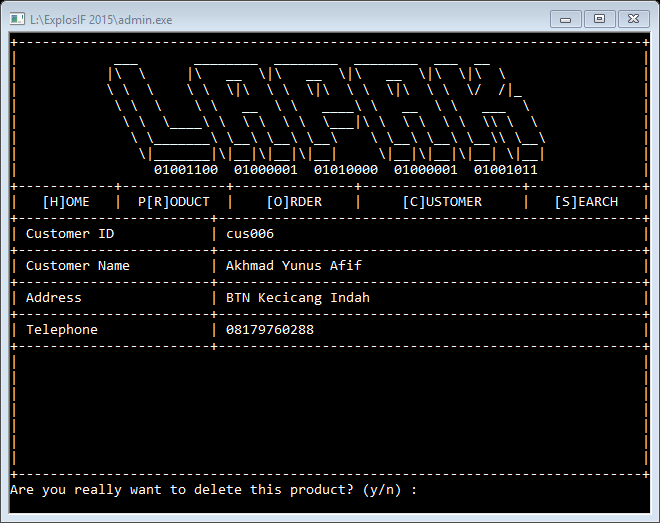 L:\ExplosIF 2015\admin.exe
LAPAK
01001100 01000001 01010000 01000001 01001011
[H]OME P[R]ODUCT [O]RDER [C]USTOMER [S]EARCH
Customer ID cus006
Customer Name Akhmad Yunus Afif
Address BTN Kecicang Indah
Telephone 08179760288
Are you really want to delete this product? (y/n) :